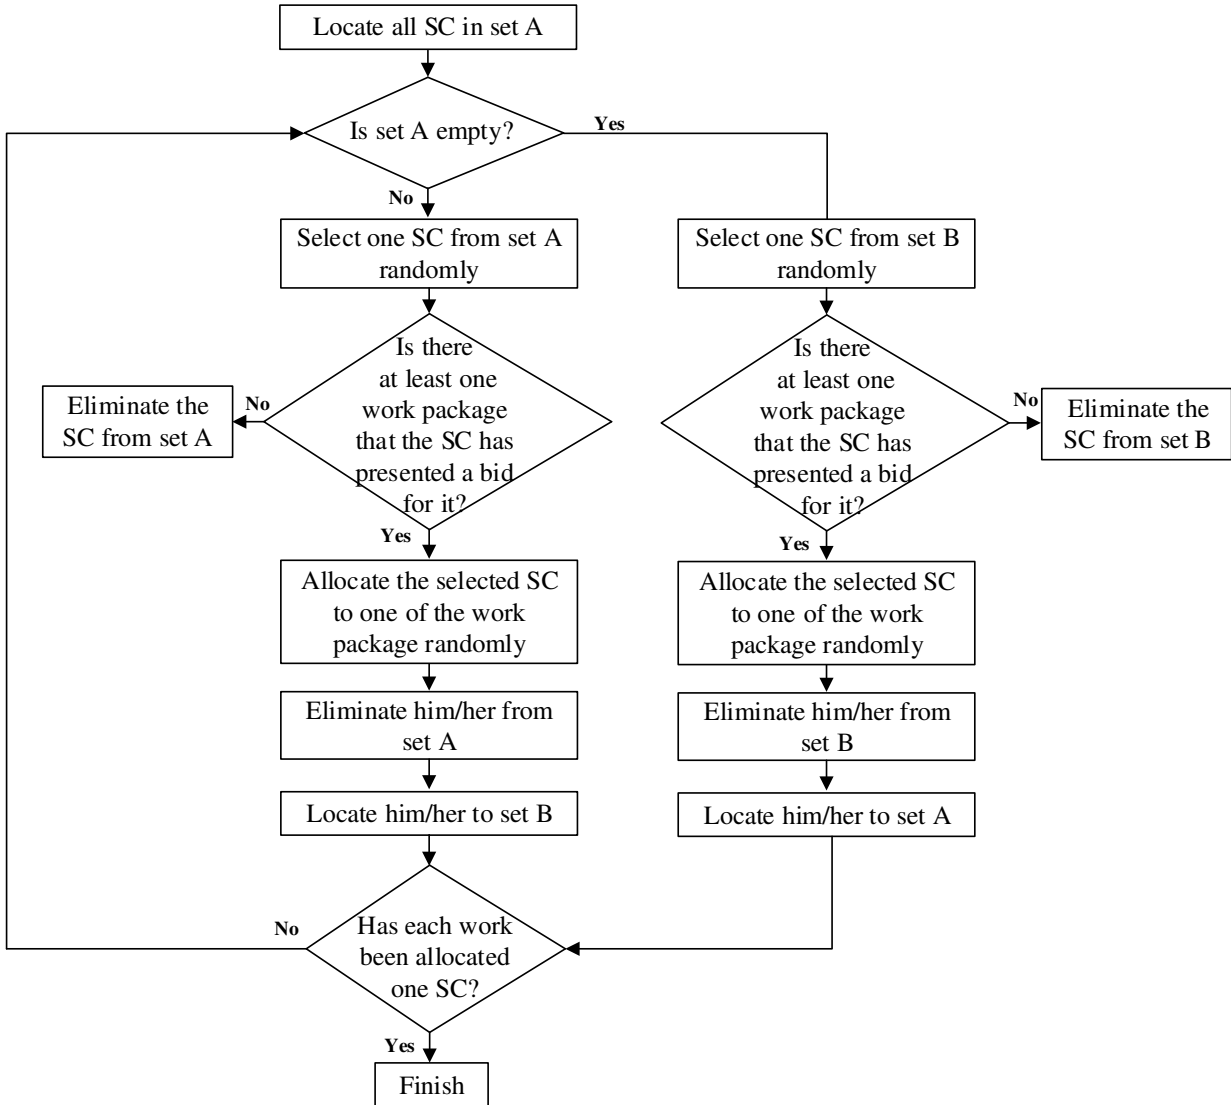 Locate all SC in set A
Is set A empty?
Yes
No
Select one SC from set A
randomly
Select one SC from set B
randomly
Is there
at least one
work package
that the SC has
presented a bid
for it?
No
Eliminate the
SC from set A
Yes
Is there
at least one
work package
that the SC has
presented a bid
for it?
No
Eliminate the
SC from set B
Yes
Allocate the selected SC
to one of the work
package randomly
Allocate the selected SC
to one of the work
package randomly
Eliminate him/her from
set A
Eliminate him/her from
set B
Locate him/her to set B
Locate him/her to set A
Has each work
been allocated
one SC?
No
Yes
Finish